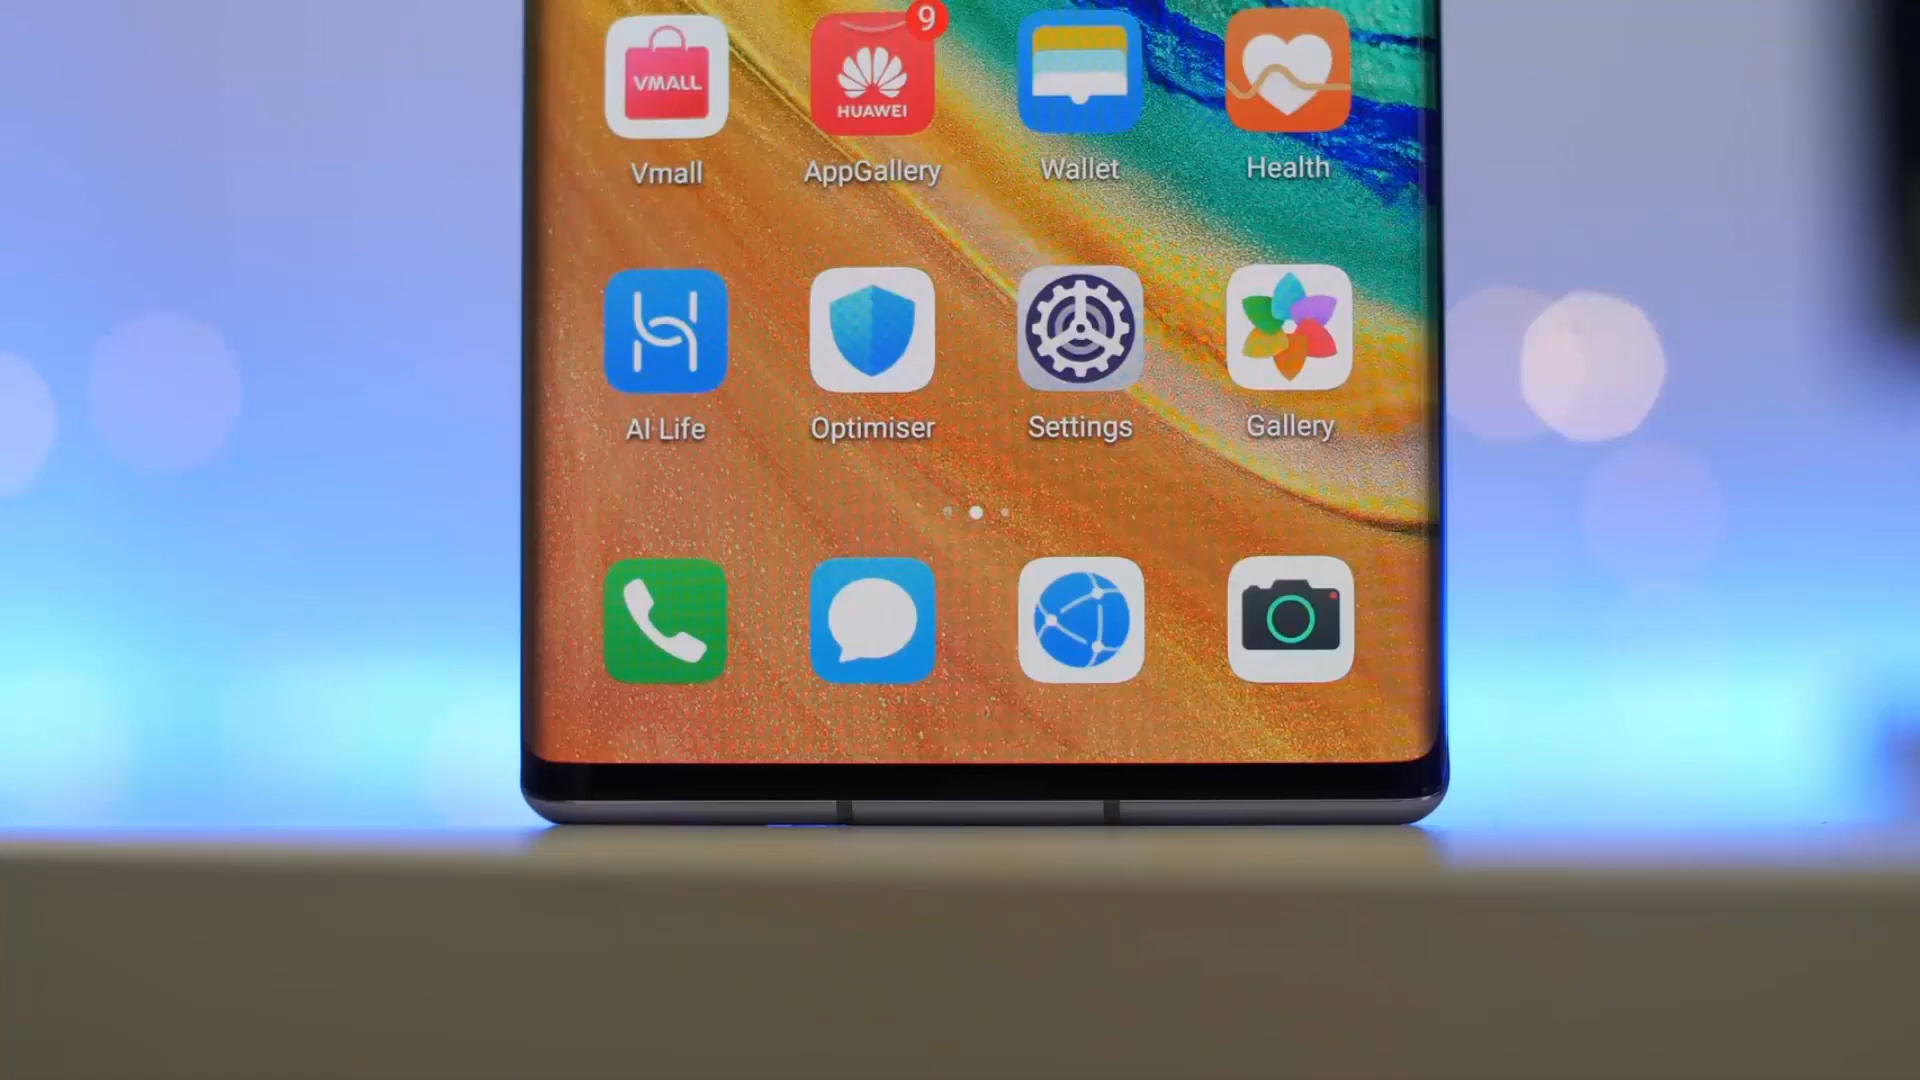 VMALL
9
HUAWEI
Vmall
AppGallery
Wallet
Health
AI Life
Optimiser
Settings
Gallery